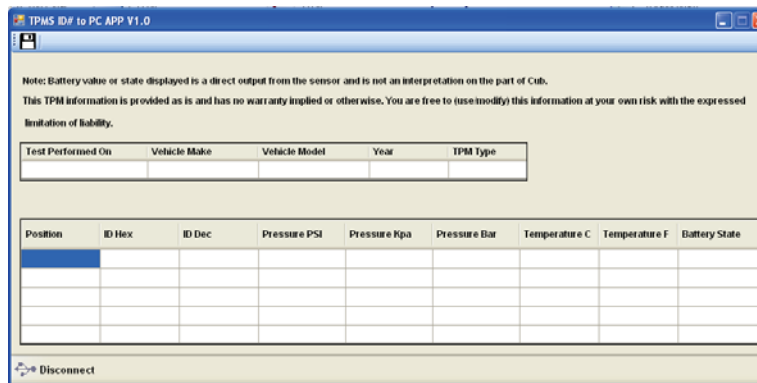 TPMS ID# to PC APP V1.0
Note: Battery value or state displayed is a direct output from the sensor and is not an interpretation on the part of Cub.
This TPM information is provided as is and has no warranty implied or otherwise. You are free to (use/modify) this information at your own risk with the expressed
limitation of liability.
Test Performed On Vehicle Make Vehicle Model Year TPM Type
Position ID Hex ID Dec Pressure PSI Pressure Kpa Pressure Bar Temperature C Temperature F Battery State
Disconnect